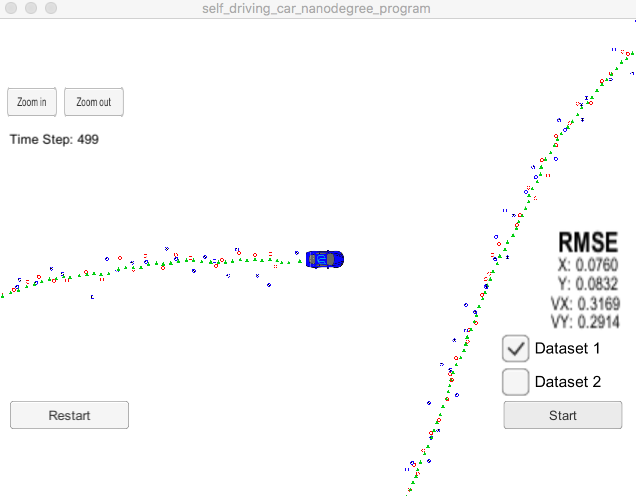 self_driving_car_nanodegree_program
Zoom in
Zoom out
Time Step: 499
RMSE
X: 0.0760
Y: 0.0832
VX: 0.3169
VY: 0.2914
Dataset 1
Dataset 2
Restart
Start